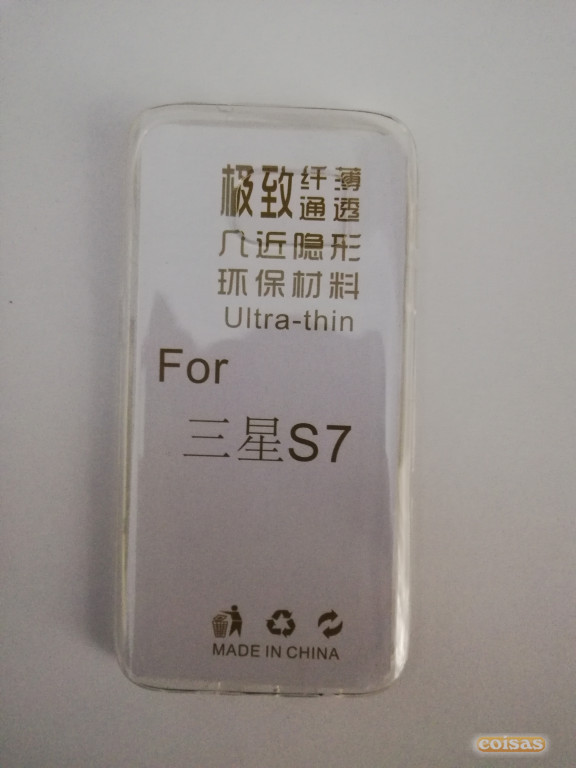 极致纤薄
通透
几近隐形
环保材料
Ultra-thin
For
三星S7
MADE IN CHINA
coisas